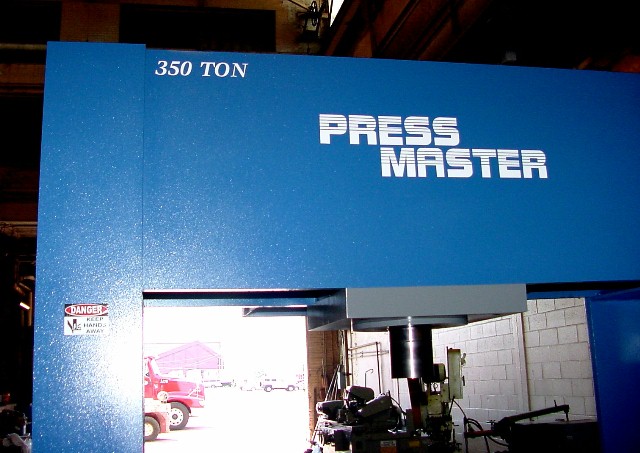 350 TON
PRESS
MASTER
DANGER
KEEP
HANDS
AWAY